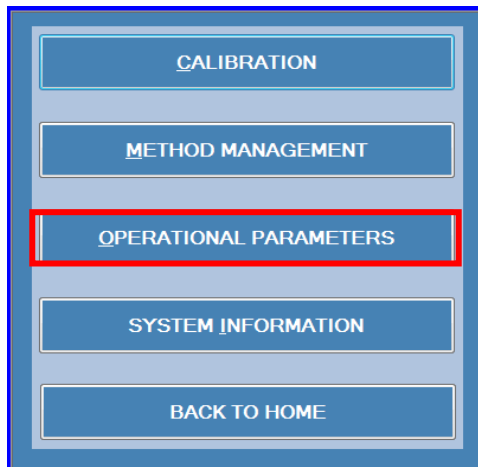 CALIBRATION
METHOD MANAGEMENT
OPERATIONAL PARAMETERS
SYSTEM INFORMATION
BACK TO HOME